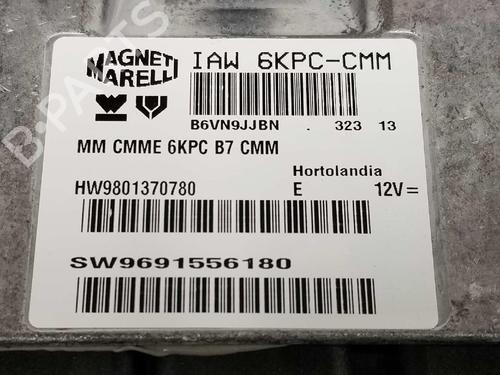 MAGNETI MARELLI
IAW 6KPC-CMM
B6VN9JJBN . 323 13
MM CMME 6KPC B7 CMM
Hortolandia
HW9801370780 E 12V=
SW9691556180
B-PARTS